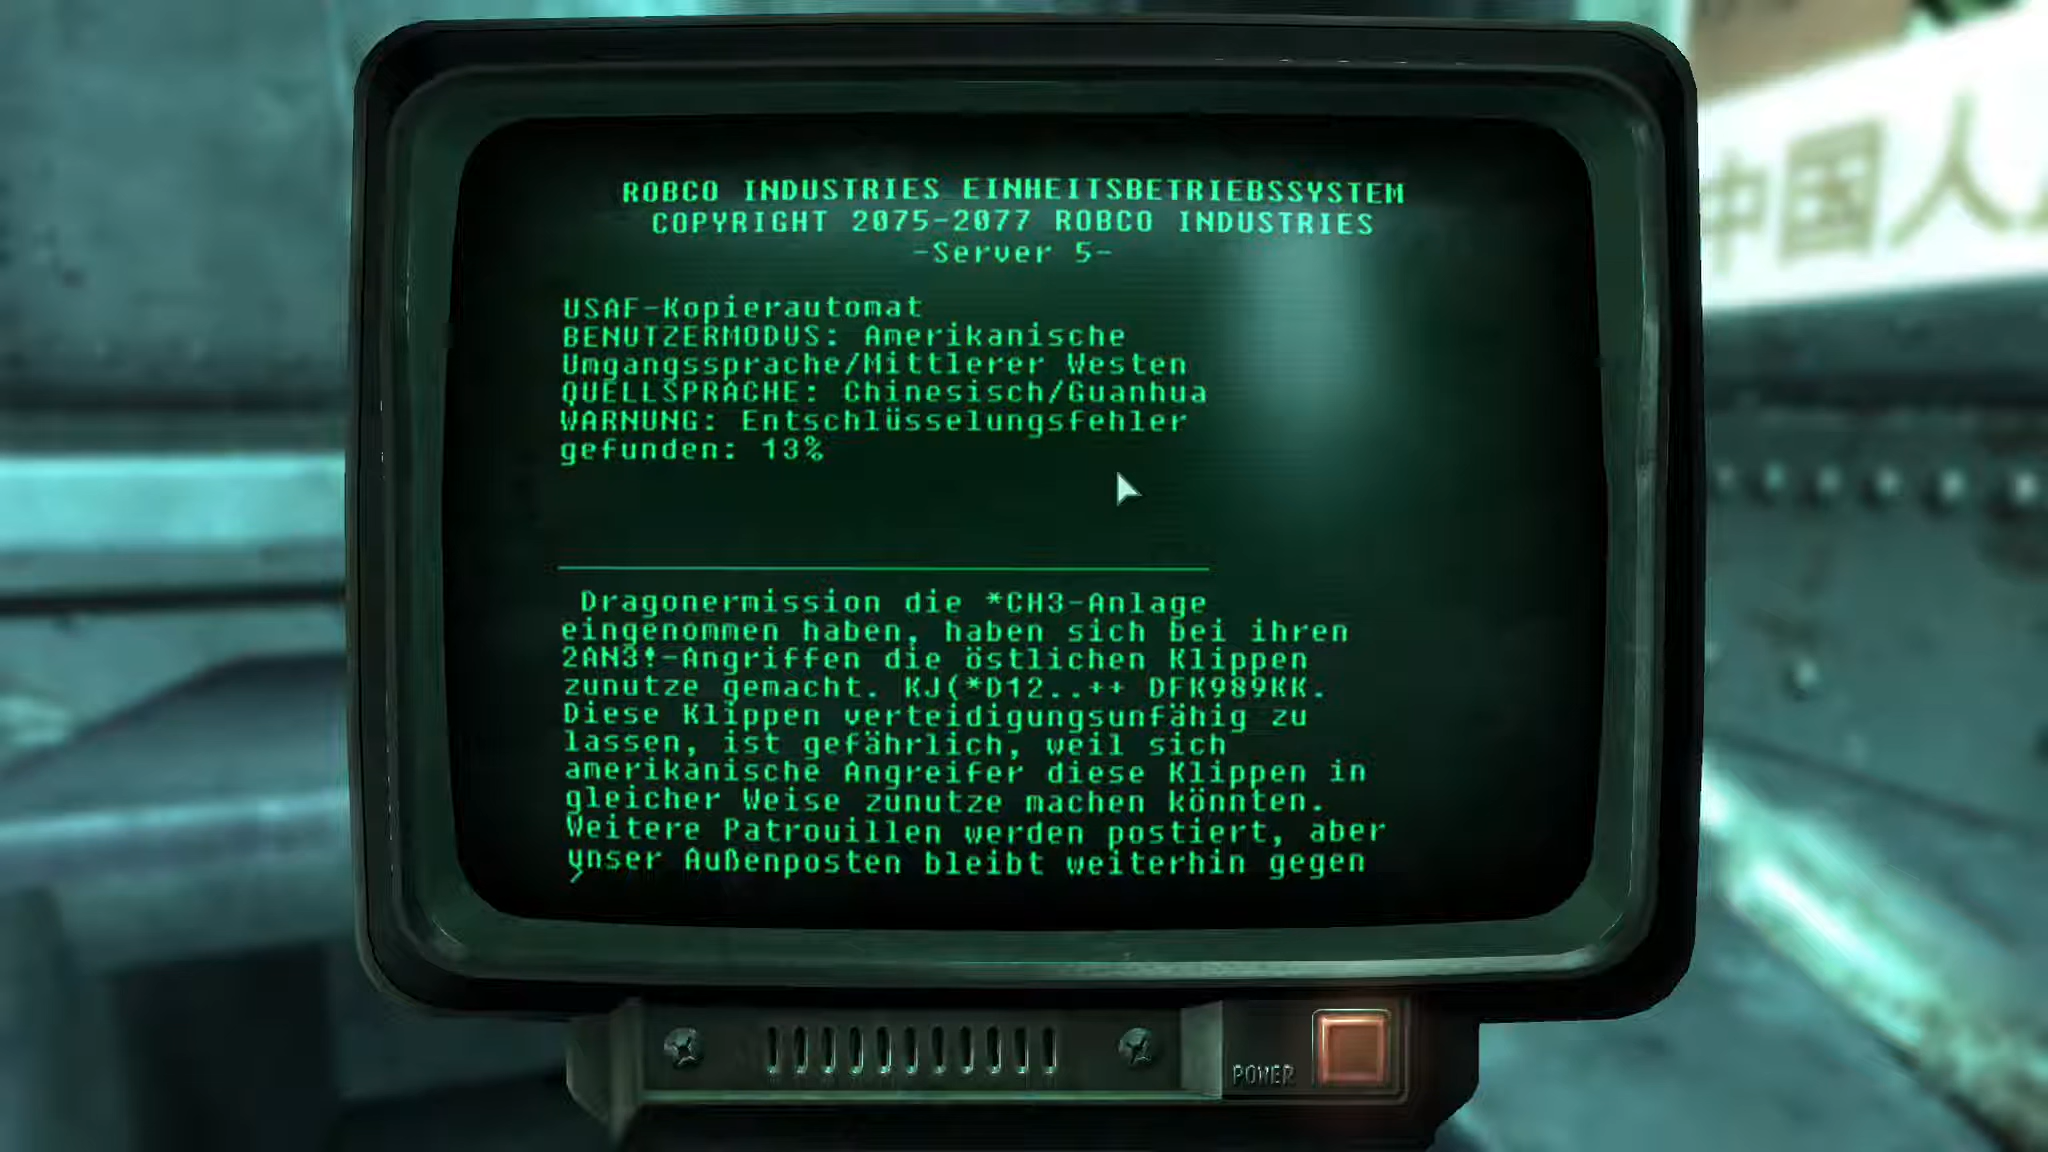 ROBCO INDUSTRIES EINHEITSBETRIEBSSYSTEM
COPYRIGHT 2075-2077 ROBCO INDUSTRIES
-Server 5-
USAF-Kopierautomat
BENUTZERMODUS: Amerikanische
Umgangssprache/Mittlerer Westen
QUELLSPRACHE: Chinesisch/Guanhua
WARNUNG: Entschlüsselungsfehler
gefunden: 13%
Dragonermission die *CH3-Anlage
eingenommen haben, haben sich bei ihren
2AN3!-Angriffen die östlichen Klippen
zunutze gemacht. KJ(*D12..++ DFK989KK.
Diese Klippen verteidigungsunfähig zu
lassen, ist gefährlich, weil sich
amerikanische Angreifer diese Klippen in
gleicher Weise zunutze machen könnten.
Weitere Patrouillen werden postiert, aber
unser Außenposten bleibt weiterhin gegen
POWER
中国人